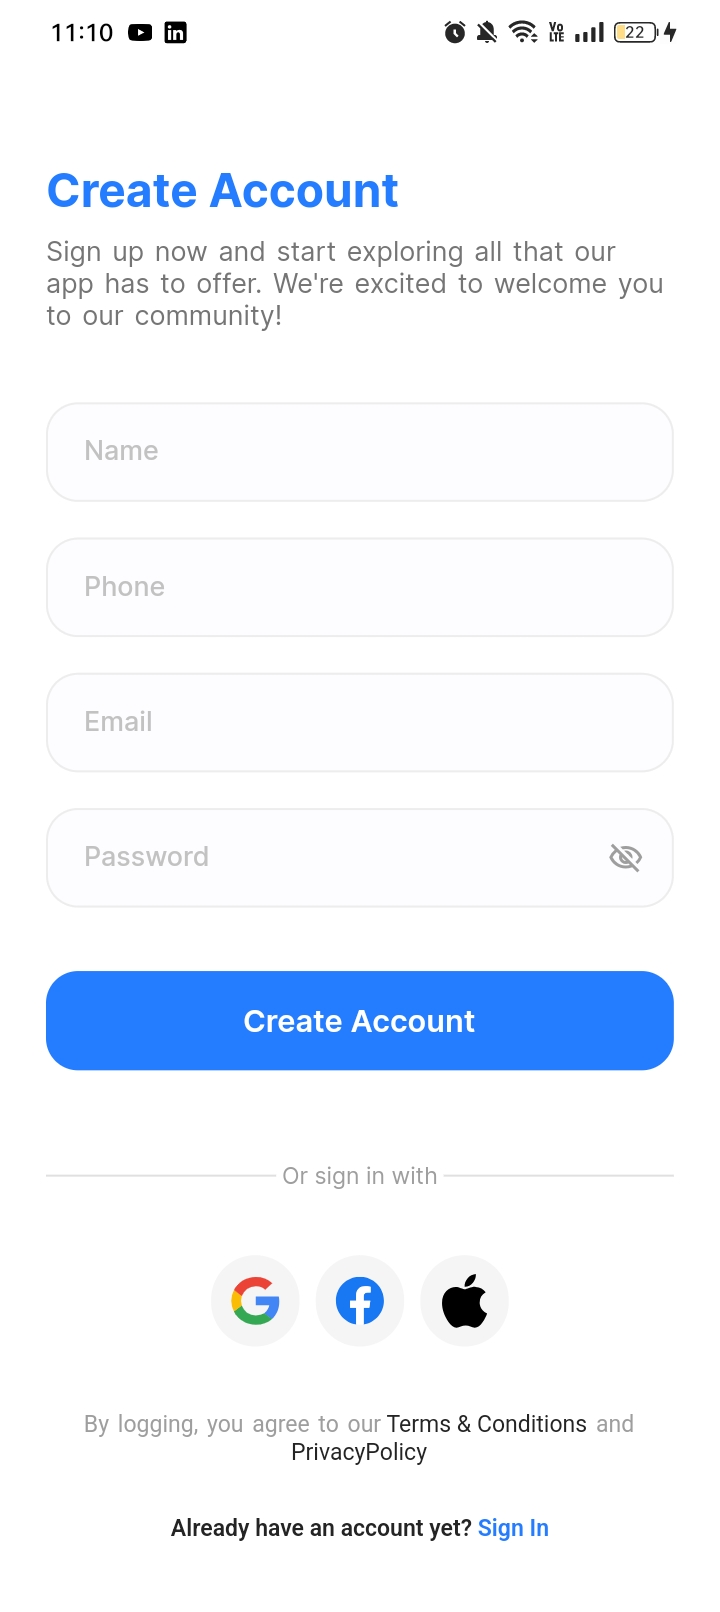 11:10
Vo
LTE
22
Create Account
Sign up now and start exploring all that our
app has to offer. We're excited to welcome you
to our community!
Name
Phone
Email
Password
Create Account
Or sign in with
By logging, you agree to our Terms & Conditions and
PrivacyPolicy
Already have an account yet? Sign In